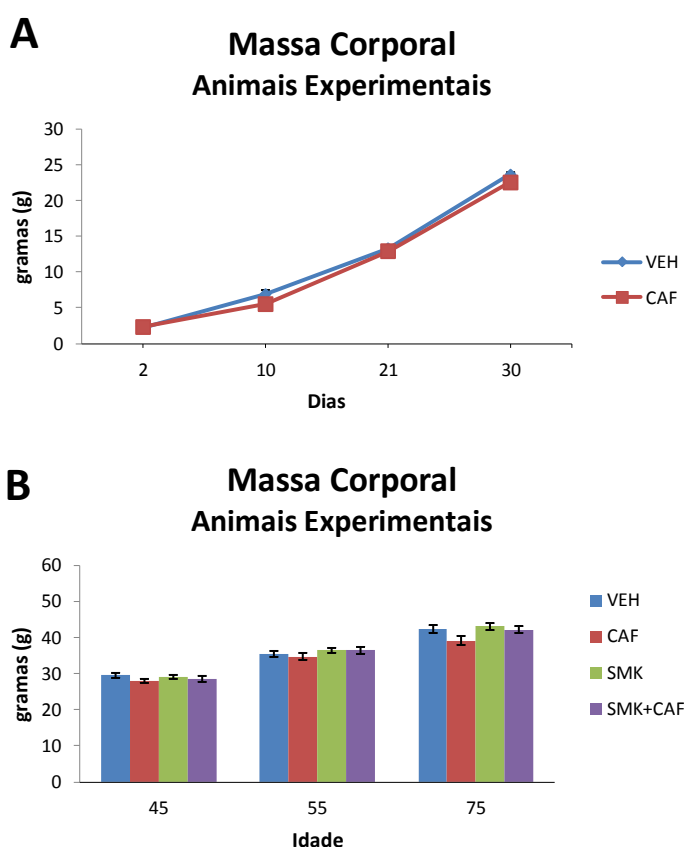 A
Massa Corporal
Animais Experimentais
30
25
20
15
10
5
0
gramas (g)
2 10 21 30
Dias
VEH
CAF
B
Massa Corporal
Animais Experimentais
60
50
40
30
20
10
0
gramas (g)
45 55 75
Idade
VEH
CAF
SMK
SMK+CAF